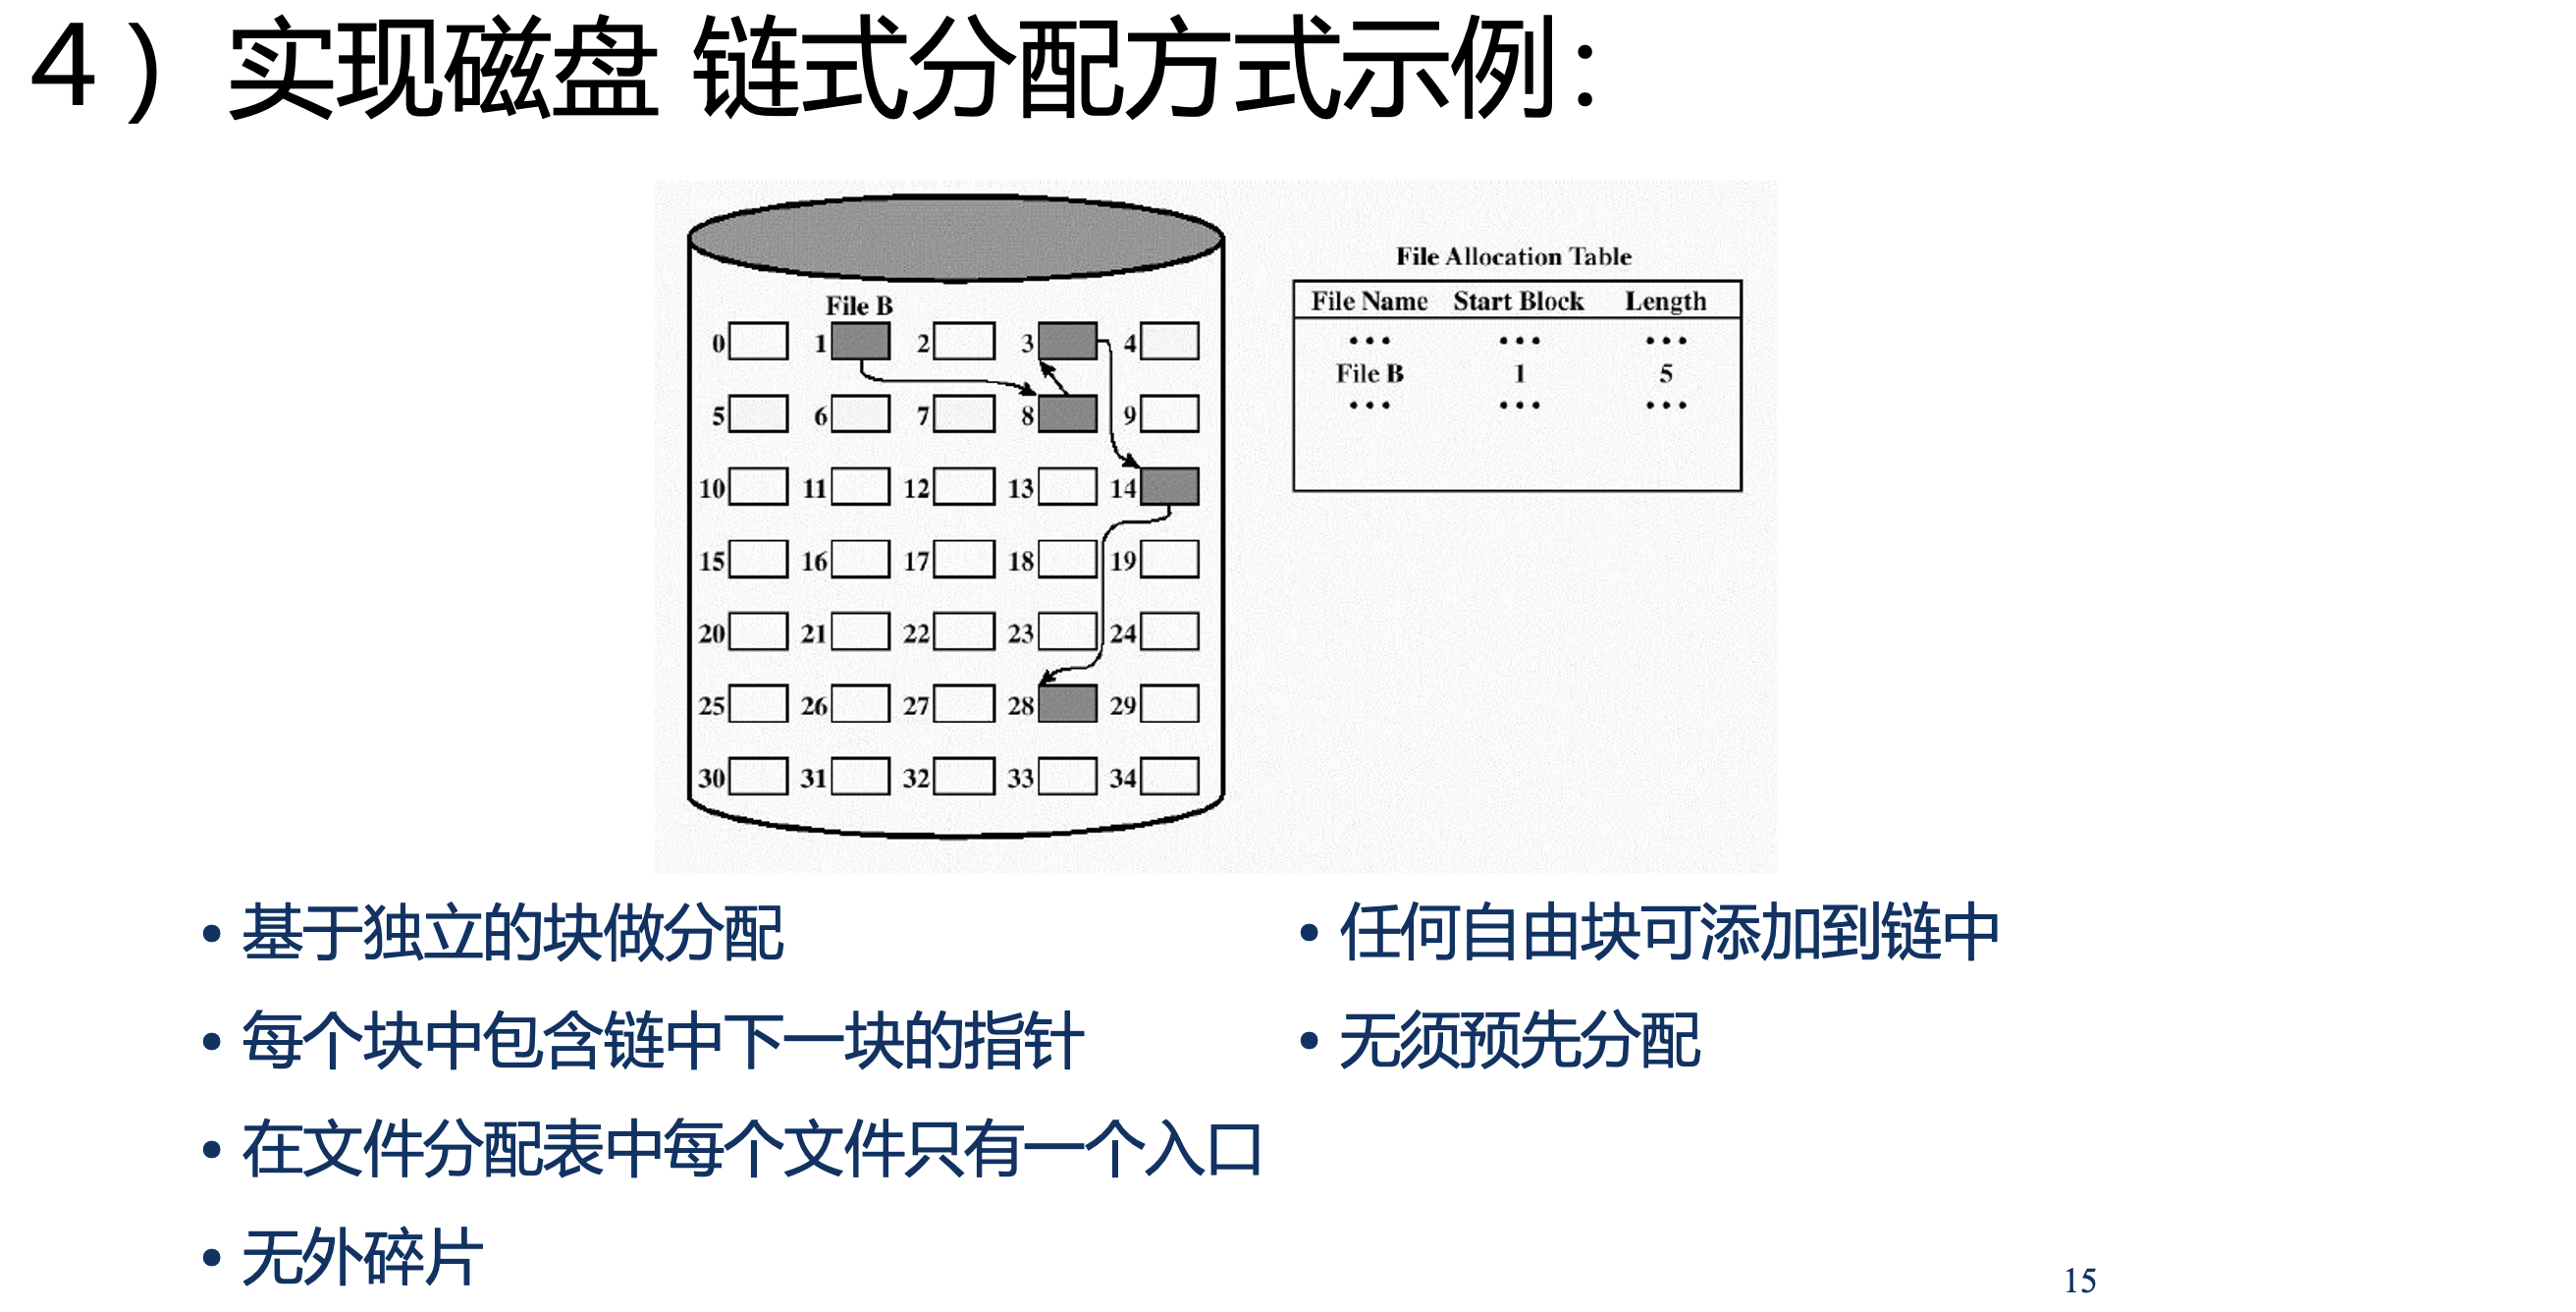 4）实现磁盘 链式分配方式示例：
File B
0 1 2 3 4
5 6 7 8 9
10 11 12 13 14
15 16 17 18 19
20 21 22 23 24
25 26 27 28 29
30 31 32 33 34
File Allocation Table
File Name Start Block Length
••• ••• •••
File B 1 5
••• ••• •••
• 基于独立的块做分配
• 每个块中包含链中下一块的指针
• 在文件分配表中每个文件只有一个入口
• 无外碎片
• 任何自由块可添加到链中
• 无须预先分配
15